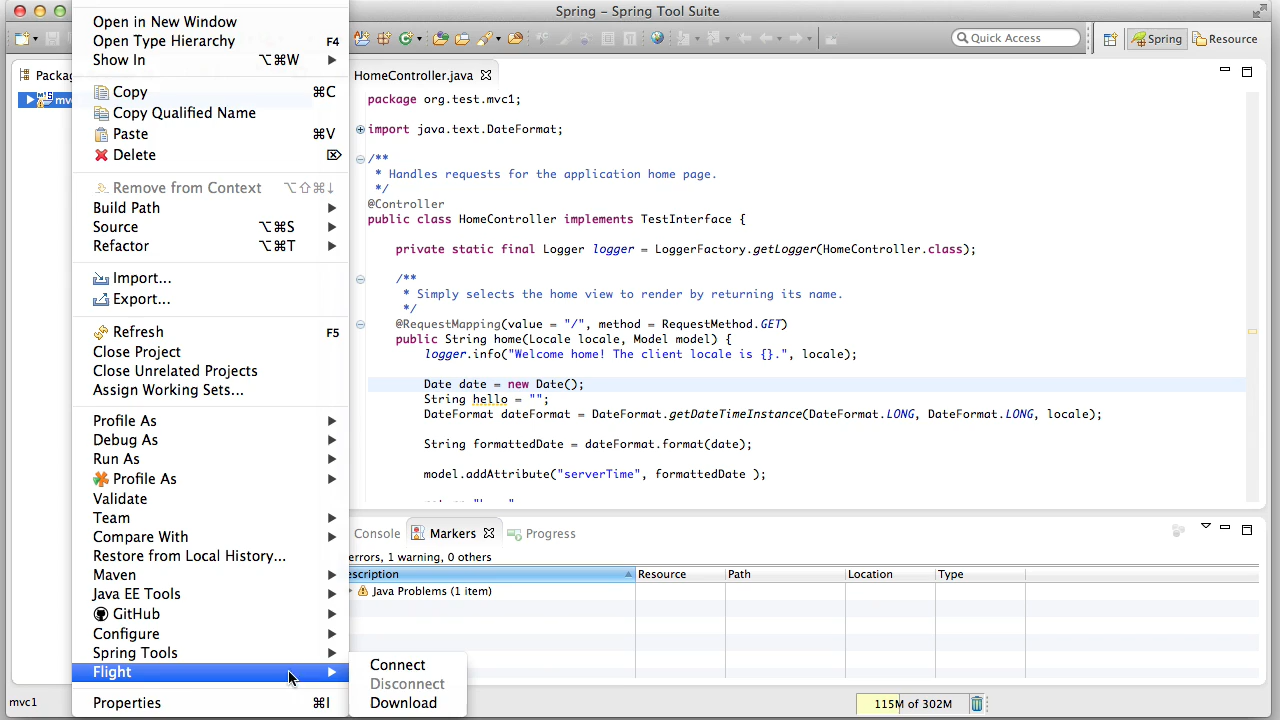 Spring – Spring Tool Suite
Quick Access
Spring
Resource
Packag
mvc
Open in New Window
Open Type Hierarchy F4
Show In ⌥⌘W
Copy ⌘C
Copy Qualified Name
Paste ⌘V
Delete ⌦
Remove from Context ⌥⇧⌘↓
Build Path
Source ⌥⌘S
Refactor ⌥⌘T
Import...
Export...
Refresh F5
Close Project
Close Unrelated Projects
Assign Working Sets...
Profile As
Debug As
Run As
Profile As
Validate
Team
Compare With
Restore from Local History...
Maven
Java EE Tools
GitHub
Configure
Spring Tools
Flight
Properties ⌘I
Connect
Disconnect
Download
HomeController.java
package org.test.mvc1;
import java.text.DateFormat;
/**
* Handles requests for the application home page.
*/
@Controller
public class HomeController implements TestInterface {
private static final Logger logger = LoggerFactory.getLogger(HomeController.class);
/**
* Simply selects the home view to render by returning its name.
*/
@RequestMapping(value = "/", method = RequestMethod.GET)
public String home(Locale locale, Model model) {
logger.info("Welcome home! The client locale is {}.", locale);
Date date = new Date();
String hello = "";
DateFormat dateFormat = DateFormat.getDateTimeInstance(DateFormat.LONG, DateFormat.LONG, locale);
String formattedDate = dateFormat.format(date);
model.addAttribute("serverTime", formattedDate );
Console
Markers
Progress
errors, 1 warning, 0 others
escription Resource Path Location Type
Java Problems (1 item)
mvc1
115M of 302M